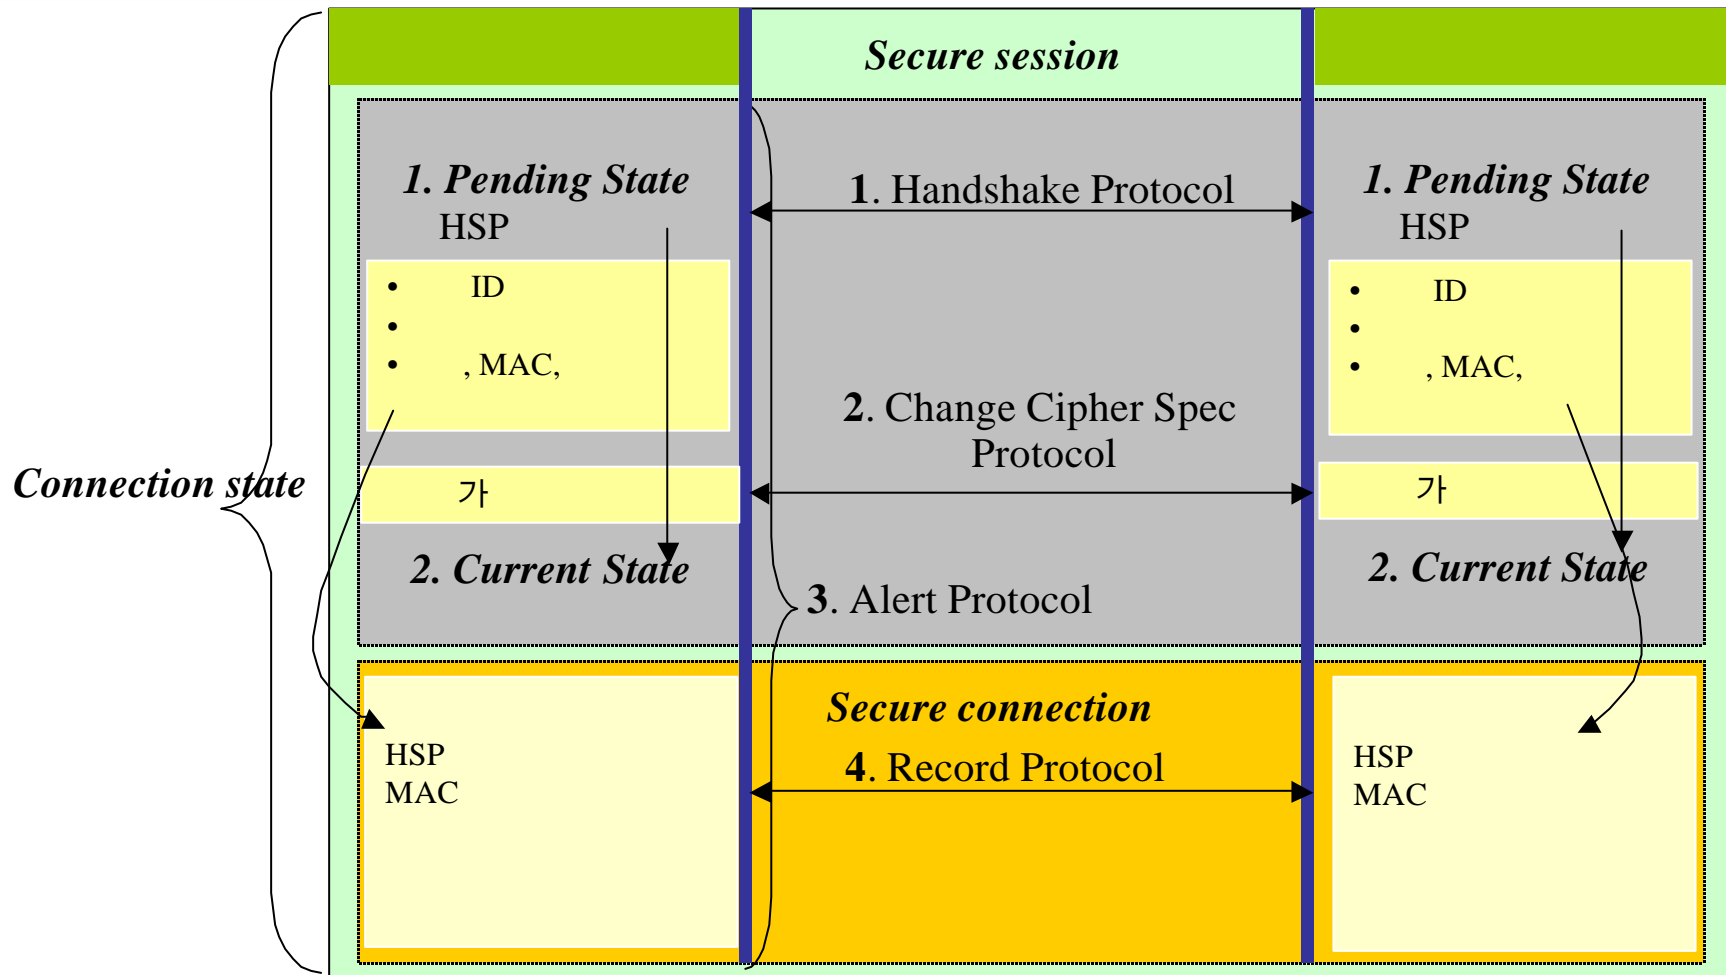 Secure session
1. Pending State
HSP
• ID
•
• , MAC,
가
2. Current State
Connection state
1. Handshake Protocol
2. Change Cipher Spec
Protocol
3. Alert Protocol
1. Pending State
HSP
• ID
•
• , MAC,
가
2. Current State
HSP
MAC
Secure connection
4. Record Protocol
HSP
MAC